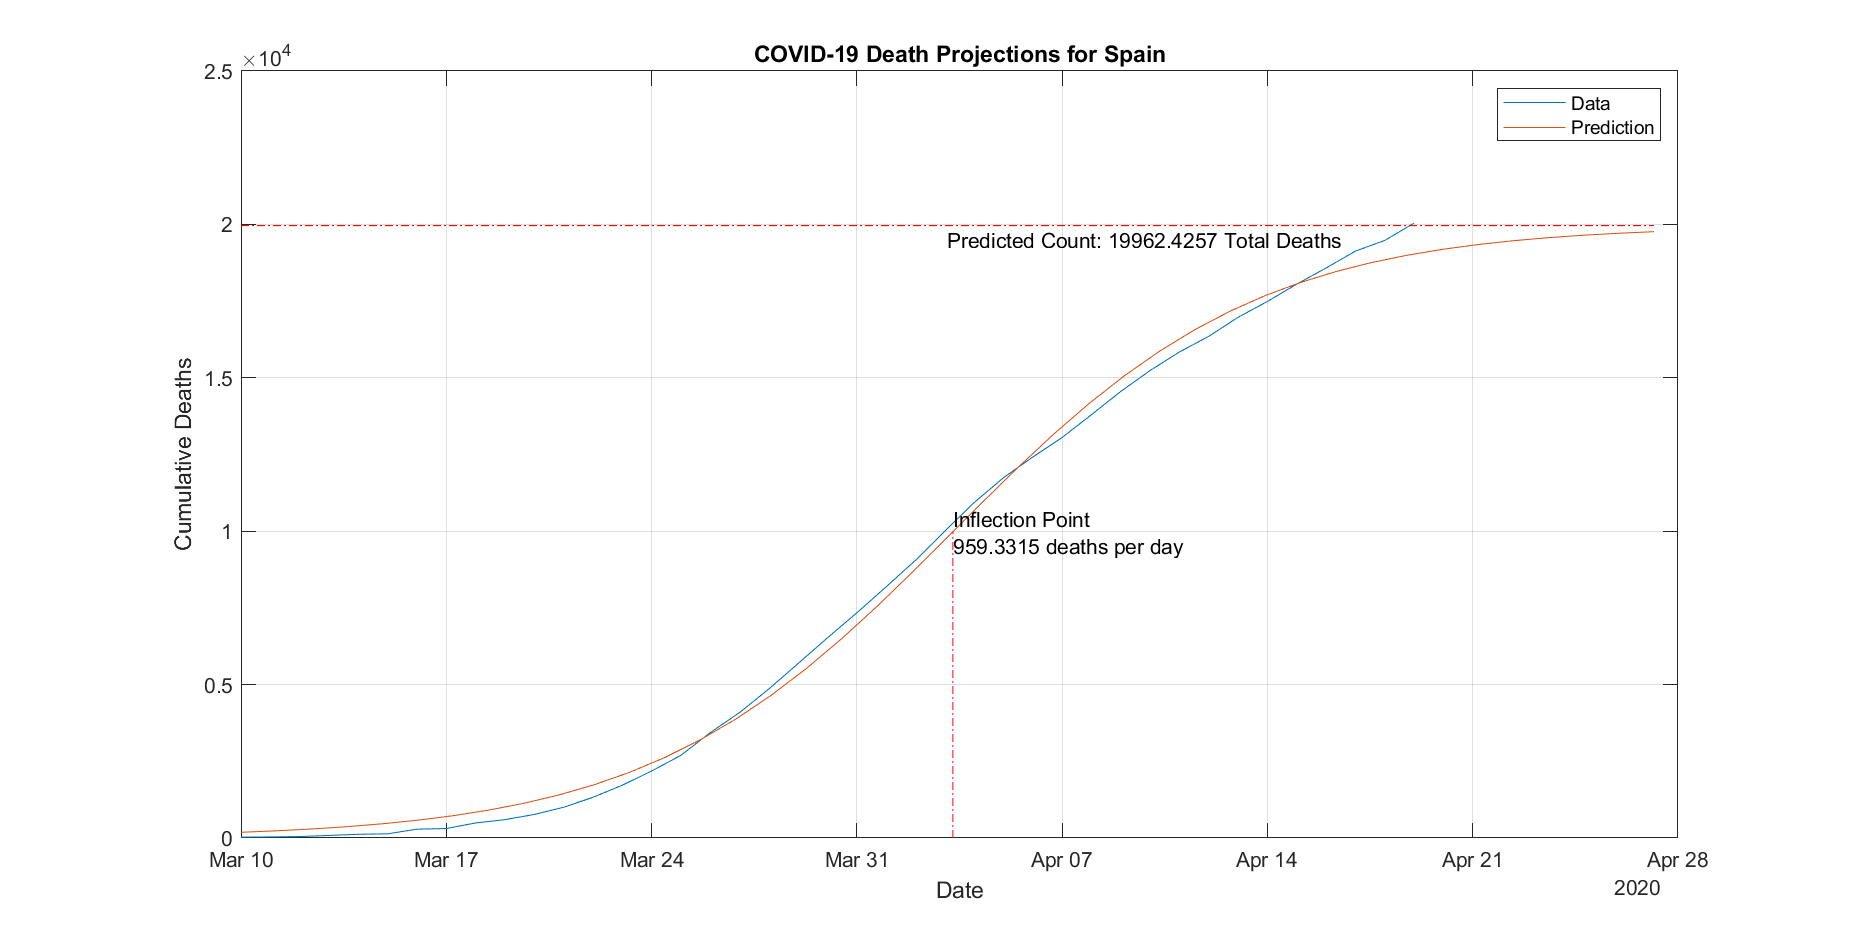 COVID-19 Death Projections for Spain
×10⁴
2.5
2
1.5
1
0.5
0
Cumulative Deaths
Data
Prediction
Predicted Count: 19962.4257 Total Deaths
Inflection Point
959.3315 deaths per day
Mar 10 Mar 17 Mar 24 Mar 31 Apr 07 Apr 14 Apr 21 Apr 28
2020
Date